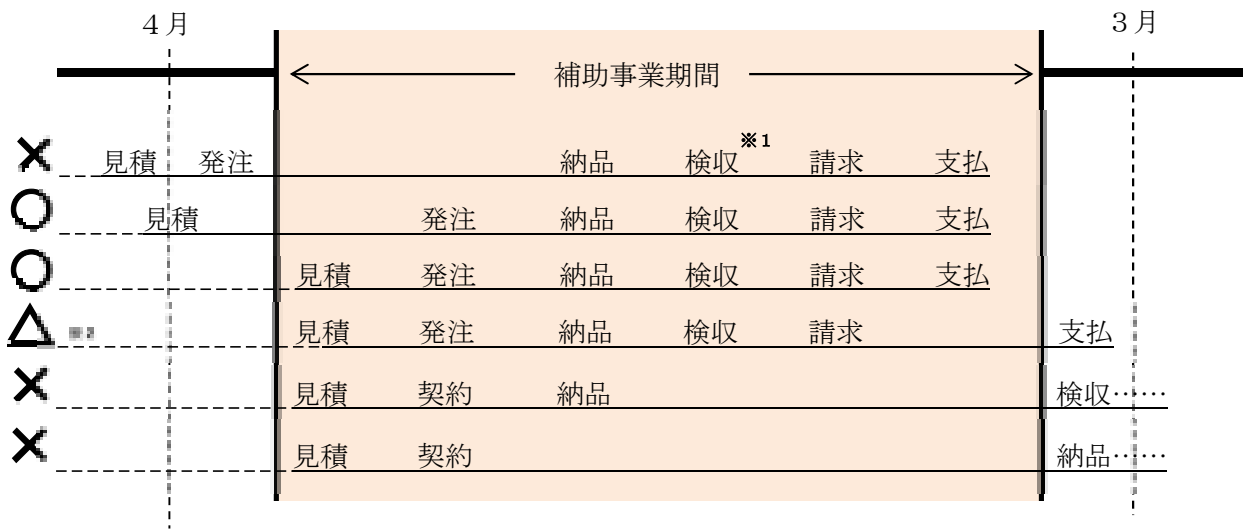 4月 3月
補助事業期間
× 見積 発注 納品 検収※1 請求 支払
○ 見積 発注 納品 検収 請求 支払
○ 見積 発注 納品 検収 請求 支払
△ ※2 見積 発注 納品 検収 請求 支払
× 見積 契約 納品 検収……
× 見積 契約 納品……